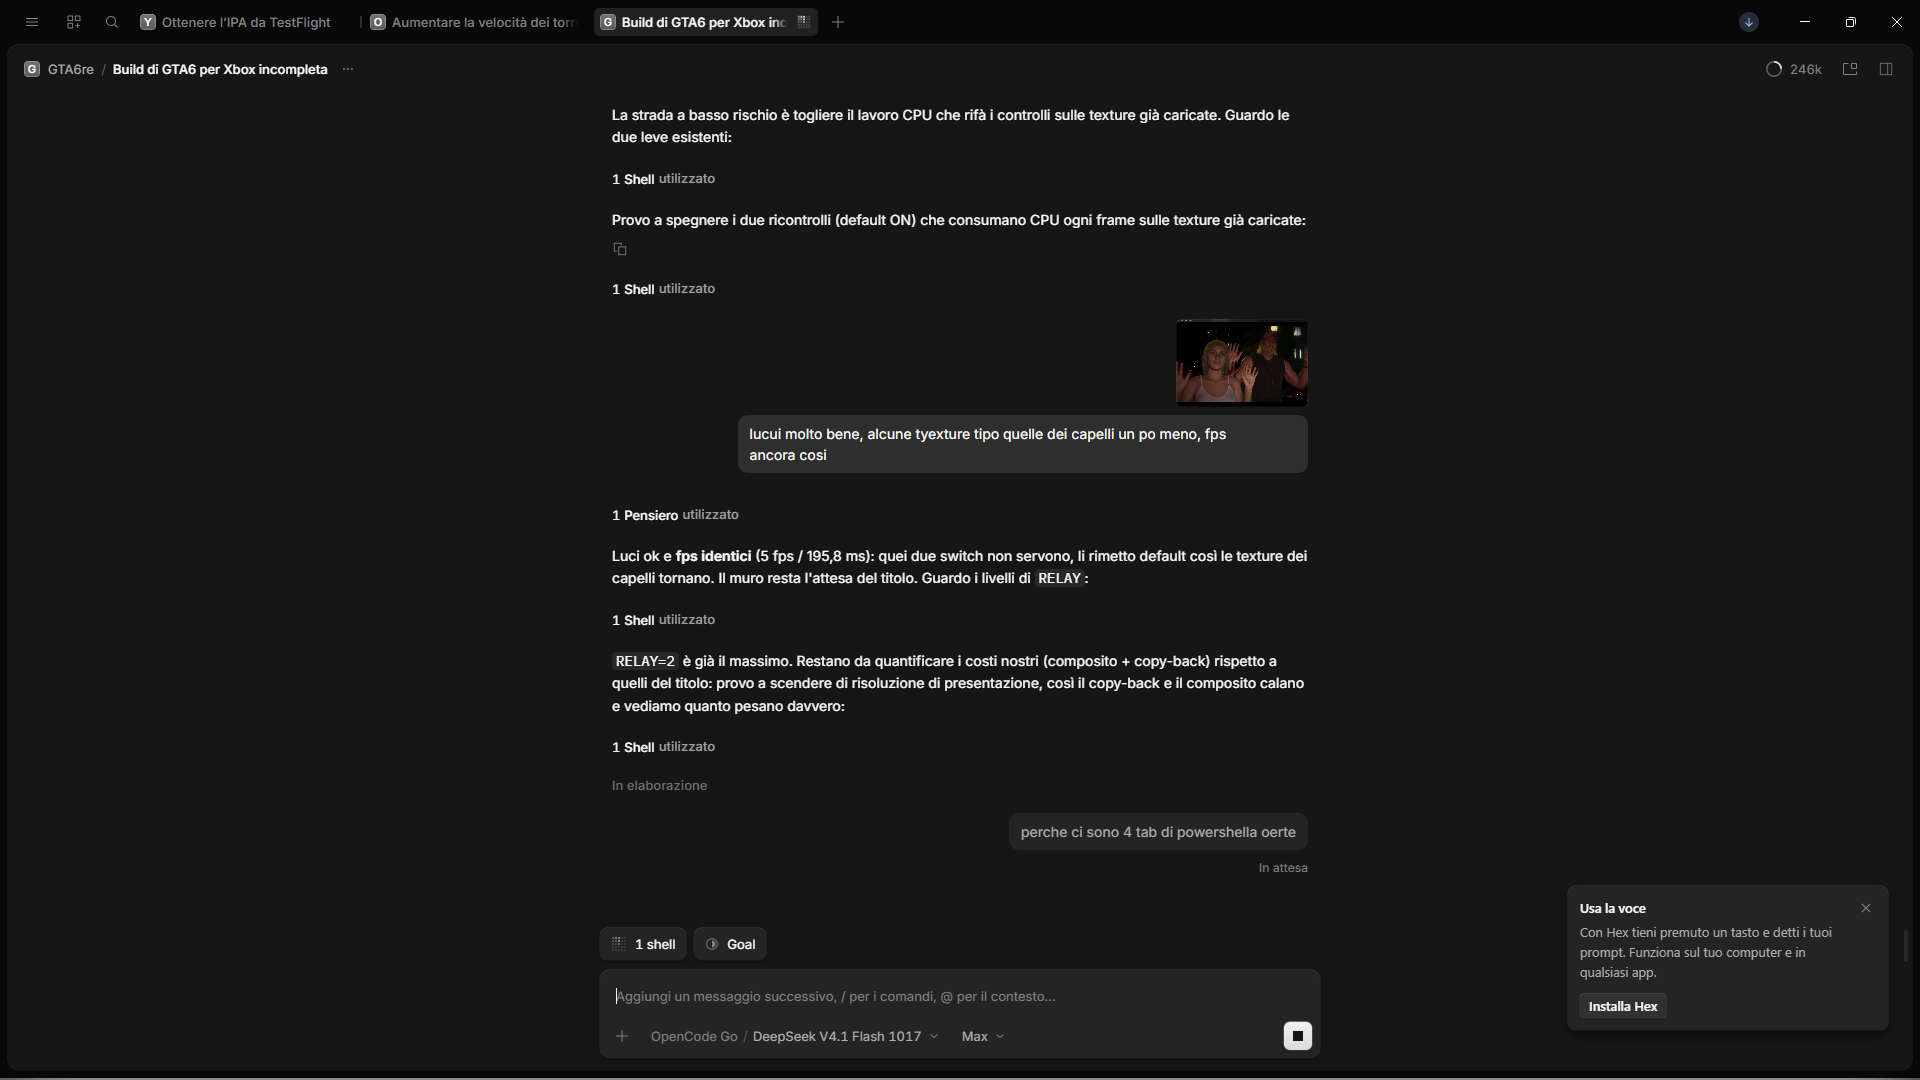 Y Ottenere l'IPA da TestFlight
O Aumentare la velocità dei torr
G Build di GTA6 per Xbox inc
G GTA6re / Build di GTA6 per Xbox incompleta ...
246k
La strada a basso rischio è togliere il lavoro CPU che rifà i controlli sulle texture già caricate. Guardo le
due leve esistenti:
1 Shell utilizzato
Provo a spegnere i due ricontrolli (default ON) che consumano CPU ogni frame sulle texture già caricate:
1 Shell utilizzato
lucui molto bene, alcune tyexture tipo quelle dei capelli un po meno, fps
ancora cosi
1 Pensiero utilizzato
Luci ok e fps identici (5 fps / 195,8 ms): quei due switch non servono, li rimetto default così le texture dei
capelli tornano. Il muro resta l'attesa del titolo. Guardo i livelli di RELAY:
1 Shell utilizzato
RELAY=2 è già il massimo. Restano da quantificare i costi nostri (composito + copy-back) rispetto a
quelli del titolo: provo a scendere di risoluzione di presentazione, così il copy-back e il composito calano
e vediamo quanto pesano davvero:
1 Shell utilizzato
In elaborazione
perche ci sono 4 tab di powershella oerte
In attesa
1 shell
Goal
Aggiungi un messaggio successivo, / per i comandi, @ per il contesto...
OpenCode Go / DeepSeek V4.1 Flash 1017
Max
Usa la voce
Con Hex tieni premuto un tasto e detti i tuoi
prompt. Funziona sul tuo computer e in
qualsiasi app.
Installa Hex